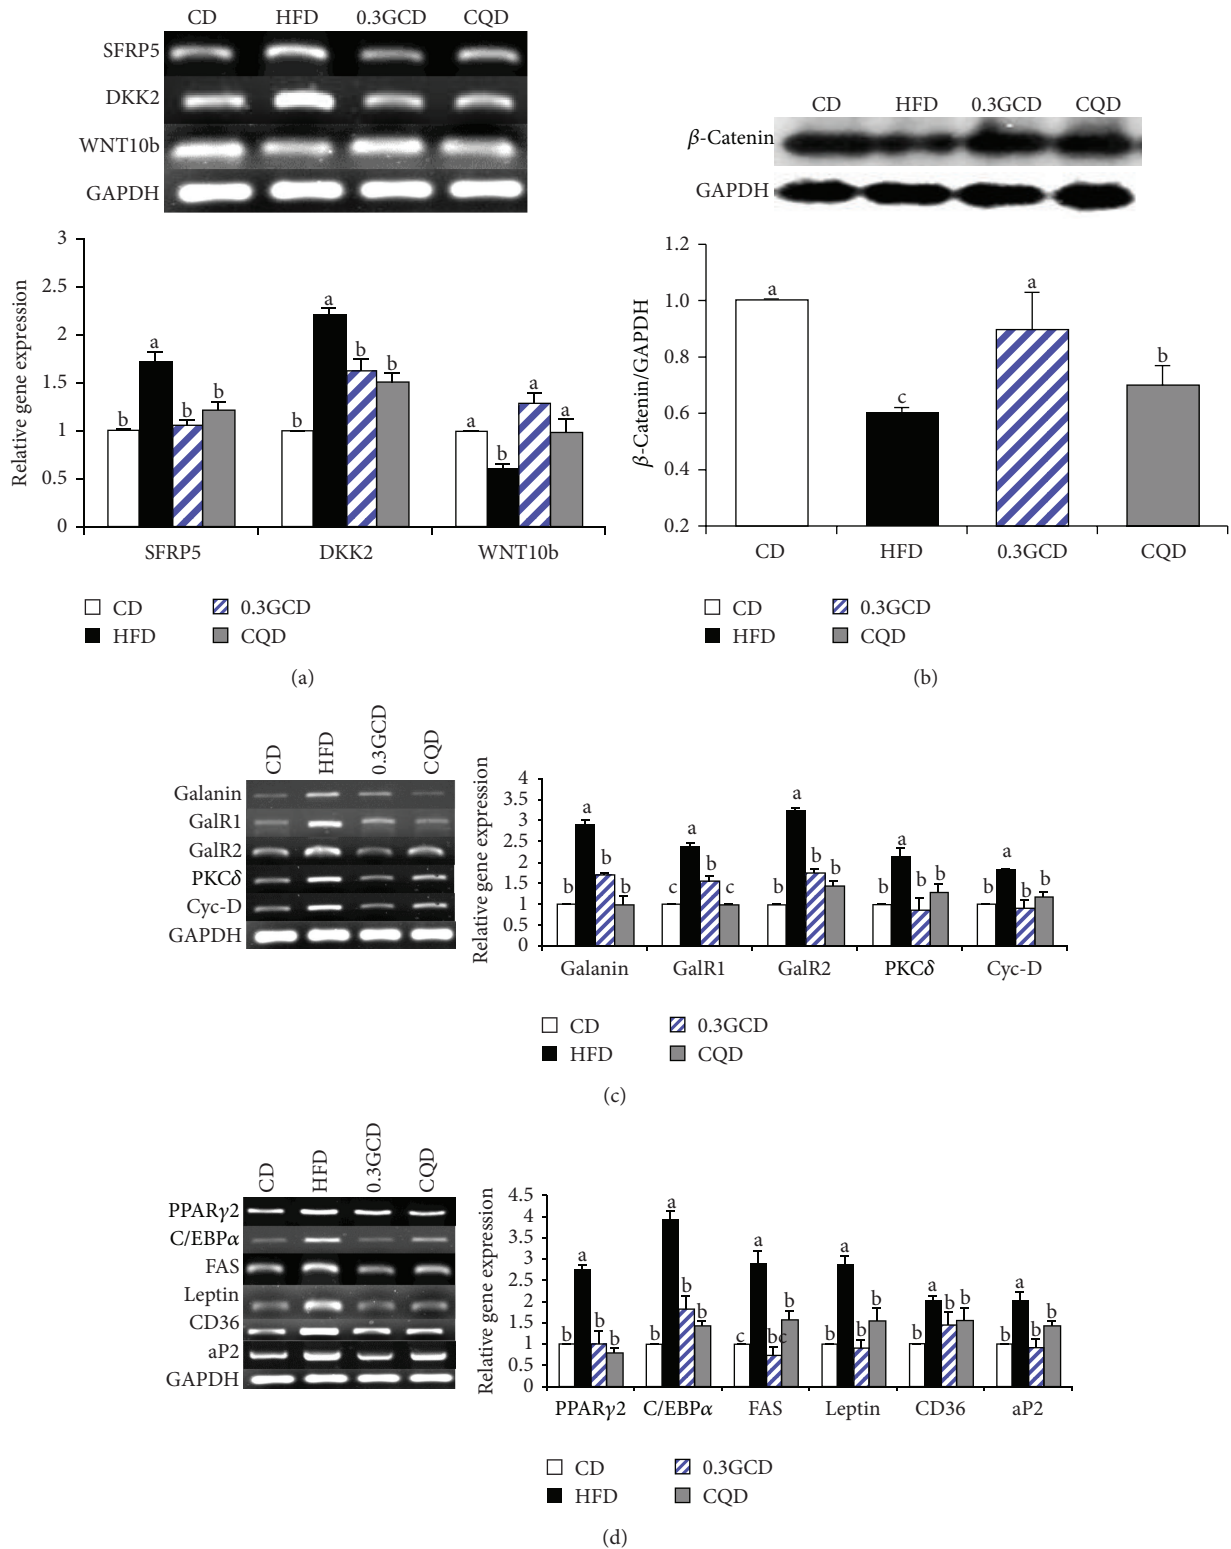 CD HFD 0.3GCD CQD
SFRP5
DKK2
WNT10b
GAPDH
3
2.5
2
1.5
1
0.5
0
Relative gene expression
b a b b
b a b b
a b a a
SFRP5 DKK2 WNT10b
CD 0.3GCD
HFD CQD
(a)
CD HFD 0.3GCD CQD
β-Catenin
GAPDH
1.2
1.0
0.8
0.6
0.4
0.2
β-Catenin/GAPDH
a c a b
CD HFD 0.3GCD CQD
CD 0.3GCD
HFD CQD
(b)
CD HFD 0.3GCD CQD
Galanin
GalR1
GalR2
PKCδ
Cyc-D
GAPDH
4
3.5
3
2.5
2
1.5
1
0.5
0
Relative gene expression
b a b b
c a b c
b a b b
b a b b
b a b b
Galanin GalR1 GalR2 PKCδ Cyc-D
CD 0.3GCD
HFD CQD
(c)
CD HFD 0.3GCD CQD
PPARγ2
C/EBPα
FAS
Leptin
CD36
aP2
GAPDH
4.5
4
3.5
3
2.5
2
1.5
1
0.5
0
Relative gene expression
b a b b
b a b b
c a bc b
b a b b
b a b b
b a b b
PPARγ2 C/EBPα FAS Leptin CD36 aP2
CD 0.3GCD
HFD CQD
(d)